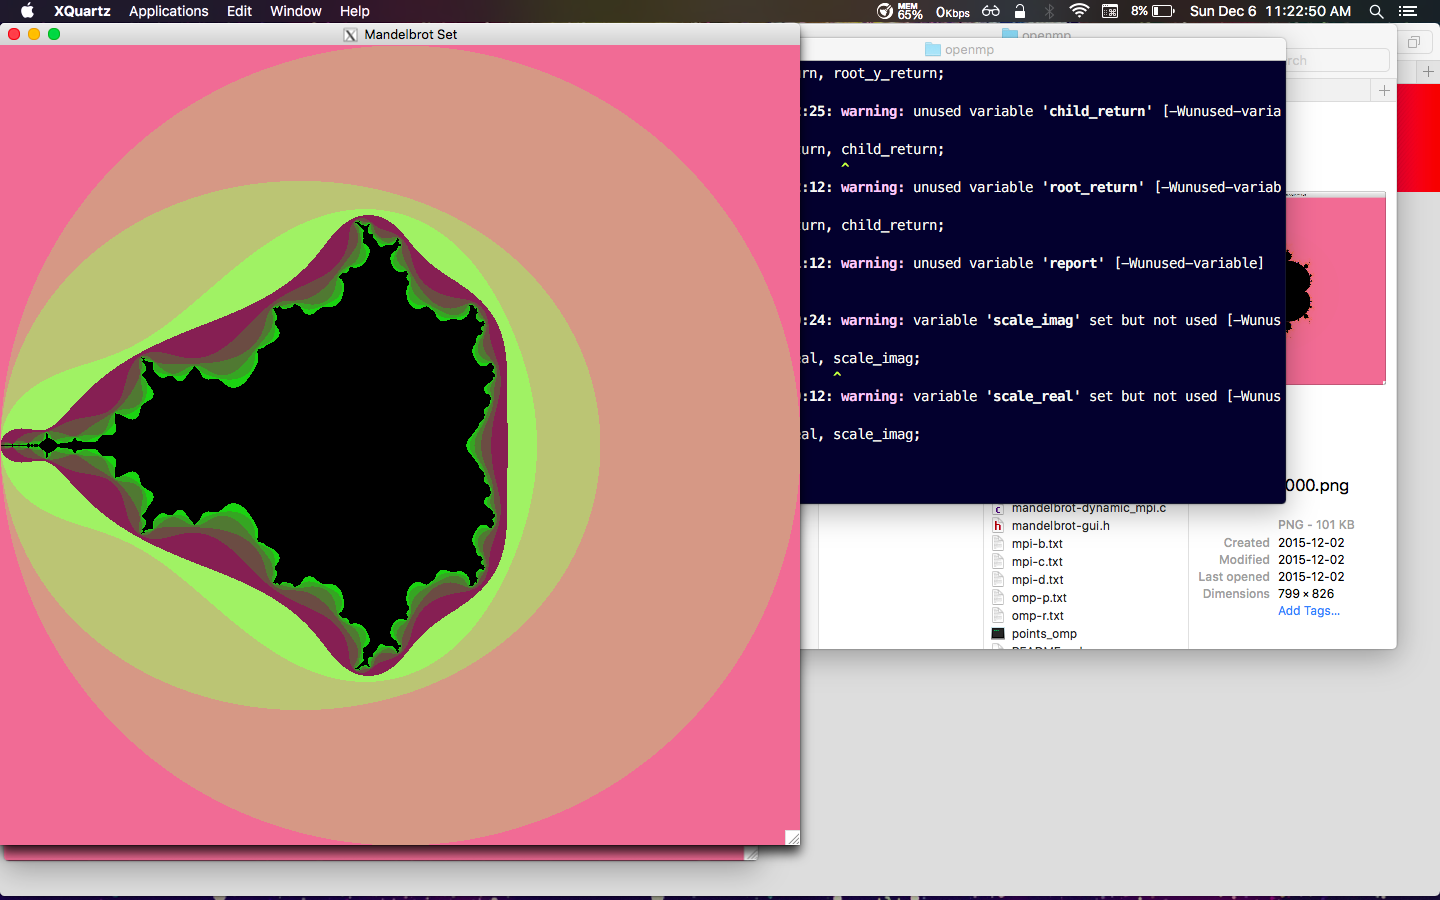 XQuartz Applications Edit Window Help MEM 65% 0Kbps 8% Sun Dec 6 11:22:50 AM
Mandelbrot Set
openmp
openmp
rch
rn, root_y_return;
:25: warning: unused variable 'child_return' [-Wunused-varia
urn, child_return;
^
:12: warning: unused variable 'root_return' [-Wunused-variab
urn, child_return;
:12: warning: unused variable 'report' [-Wunused-variable]
:24: warning: variable 'scale_imag' set but not used [-Wunus
al, scale_imag;
^
:12: warning: variable 'scale_real' set but not used [-Wunus
al, scale_imag;
000.png
mandelbrot-dynamic_mpi.c
mandelbrot-gui.h
mpi-b.txt
mpi-c.txt
mpi-d.txt
omp-p.txt
omp-r.txt
points_omp
PNG - 101 KB
Created 2015-12-02
Modified 2015-12-02
Last opened 2015-12-02
Dimensions 799 × 826
Add Tags...